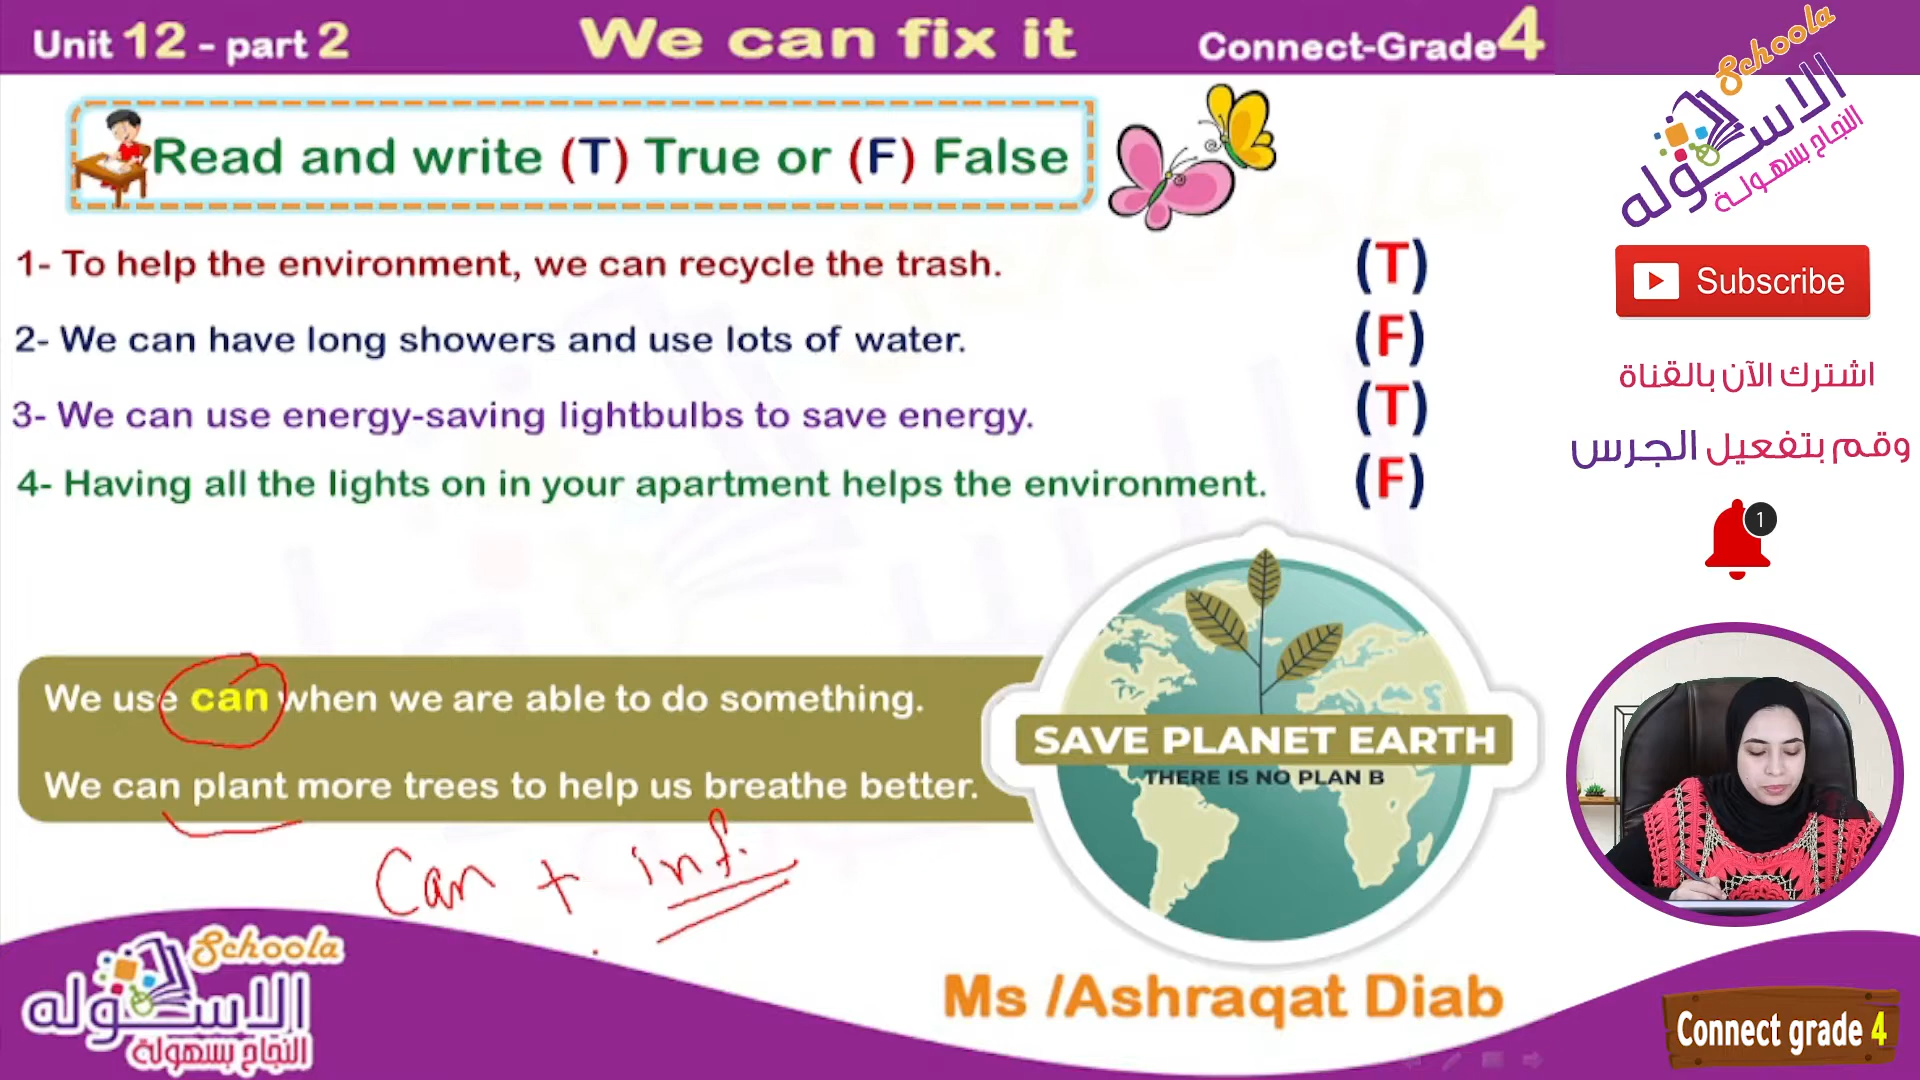 Unit 12 - part 2
We can fix it
Connect-Grade4
Schoola
الاسكوله
النجاح بسهولة
Read and write (T) True or (F) False
1- To help the environment, we can recycle the trash. (T)
2- We can have long showers and use lots of water. (F)
3- We can use energy-saving lightbulbs to save energy. (T)
4- Having all the lights on in your apartment helps the environment. (F)
Subscribe
اشترك الآن بالقناة
وقم بتفعيل الجرس
1
We use can when we are able to do something.
We can plant more trees to help us breathe better.
SAVE PLANET EARTH
THERE IS NO PLAN B
Can + inf.
Schoola
الاسكوله
النجاح بسهولة
Ms /Ashraqat Diab
Connect grade 4